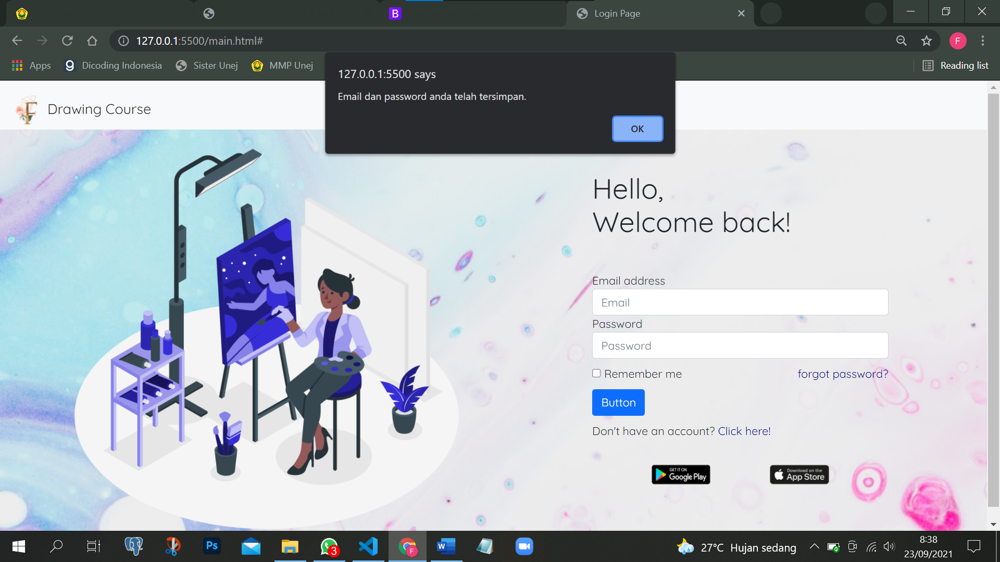 Login Page
127.0.0.1:5500/main.html#
F
Apps
Dicoding Indonesia
Sister Unej
MMP Unej
Reading list
127.0.0.1:5500 says
Email dan password anda telah tersimpan.
OK
Drawing Course
Hello,
Welcome back!
Email address
Email
Password
Password
Remember me
forgot password?
Button
Don't have an account? Click here!
GET IT ON
Google Play
Download on the
App Store
Ps
3
F
W
27°C Hujan sedang
8:38
23/09/2021